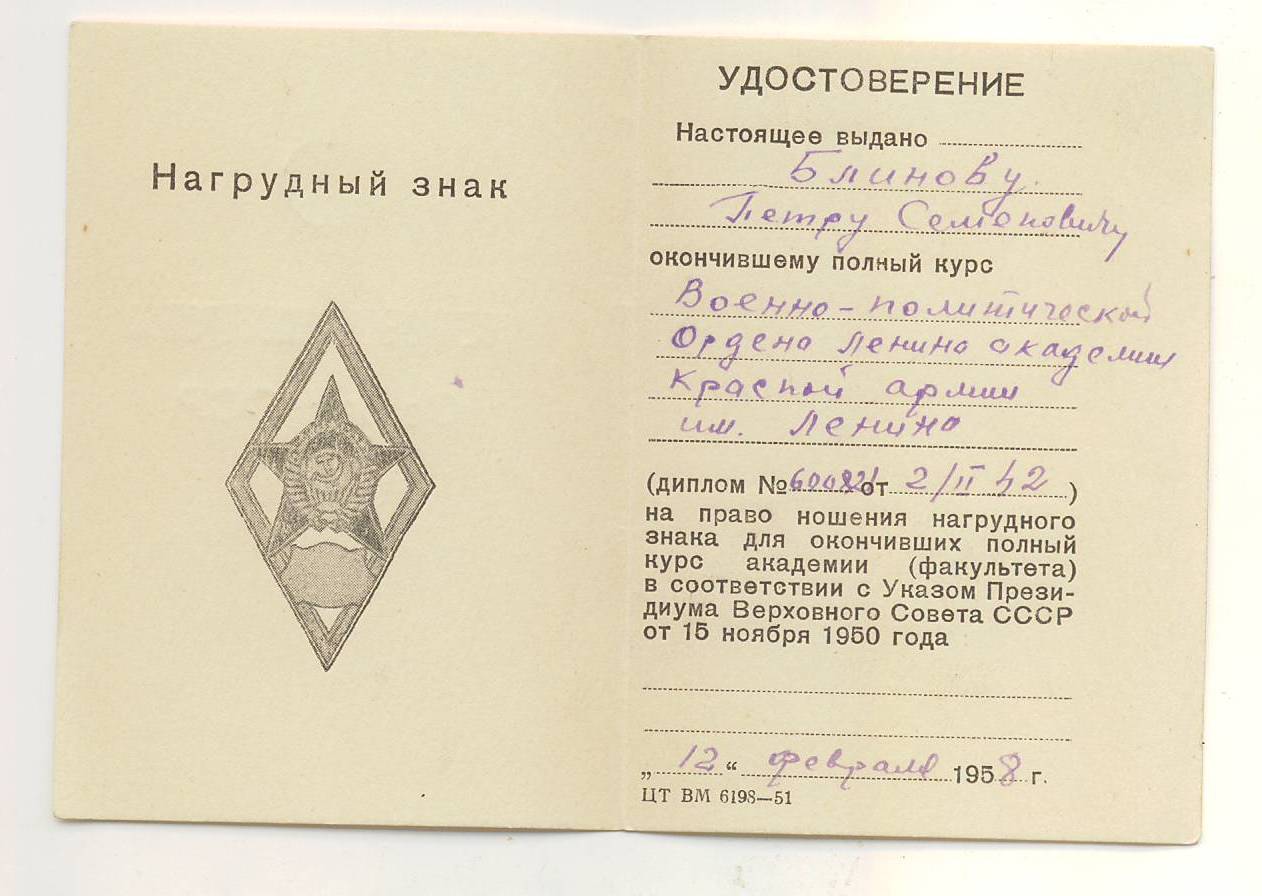 Нагрудный знак
УДОСТОВЕРЕНИЕ
Настоящее выдано
Блинову
Петру Семеновичу
окончившему полный курс
Военно-политической
Ордена Ленина академии
Красной армии
им. Ленина
(диплом № от 2/II 42)
на право ношения нагрудного
знака для окончивших полный
курс академии (факультета)
в соответствии с Указом Прези-
диума Верховного Совета СССР
от 15 ноября 1950 года
„12“ февраля 1958 г.
ЦТ ВМ 6198—51